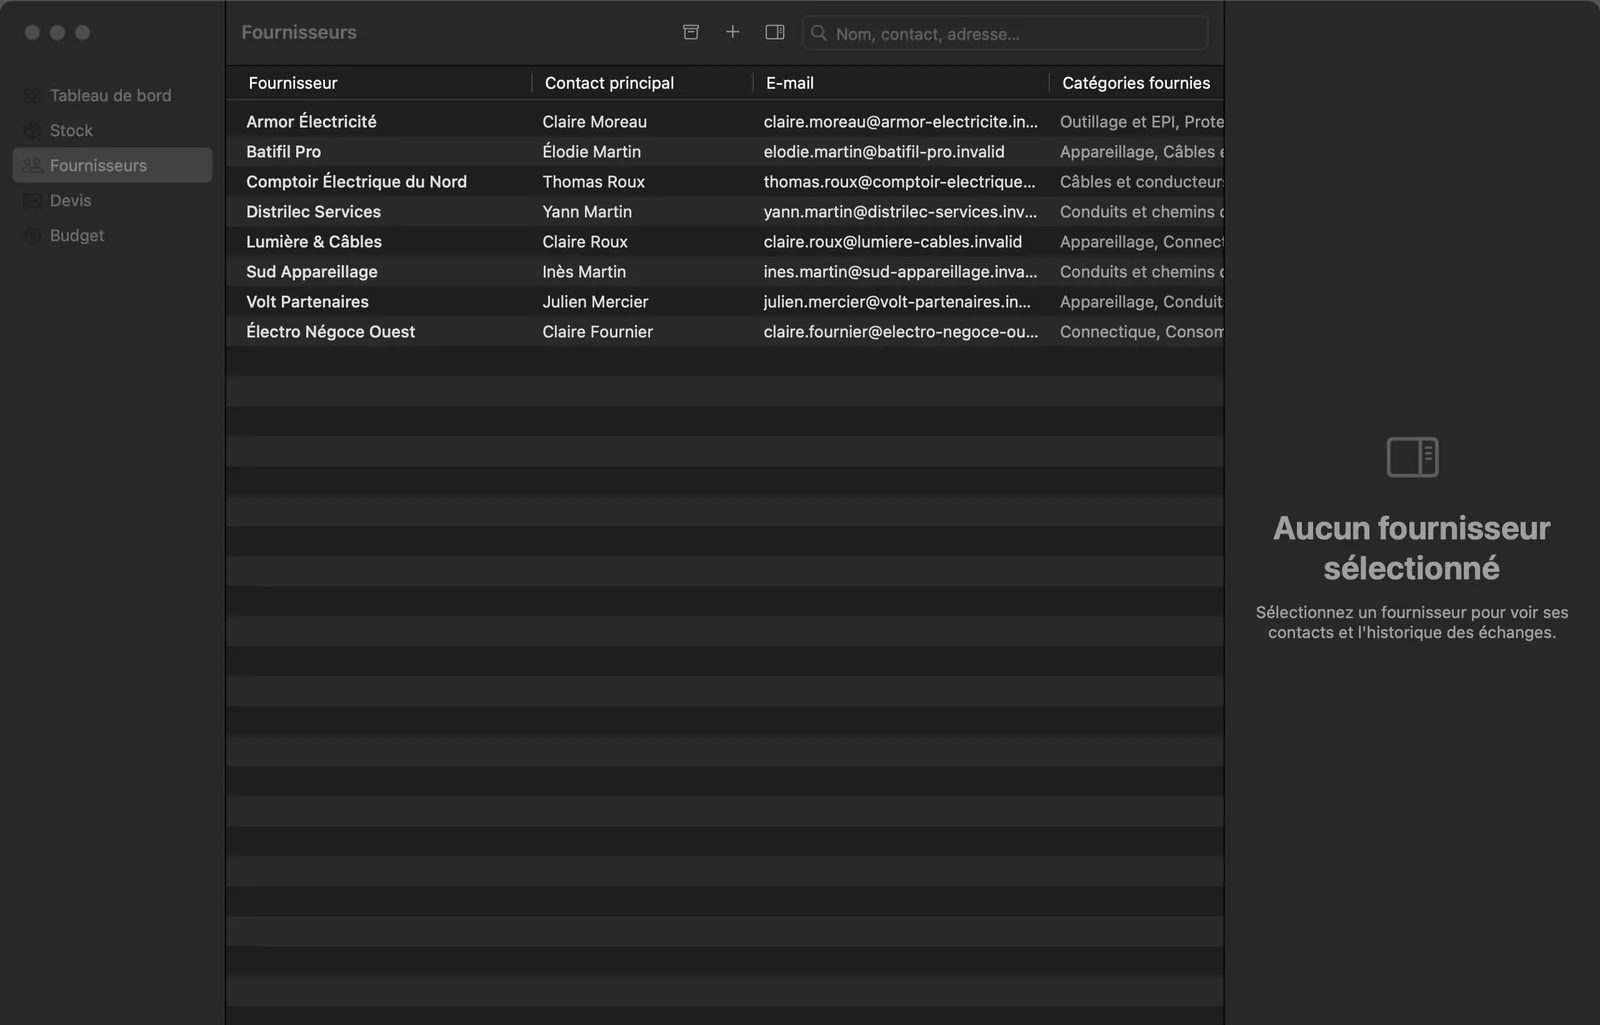 Fournisseurs
Nom, contact, adresse...
Tableau de bord
Stock
Fournisseurs
Devis
Budget
Fournisseur Contact principal E-mail Catégories fournies
Armor Électricité Claire Moreau claire.moreau@armor-electricite.in... Outillage et EPI, Prote
Batifil Pro Élodie Martin elodie.martin@batifil-pro.invalid Appareillage, Câbles e
Comptoir Électrique du Nord Thomas Roux thomas.roux@comptoir-electrique... Câbles et conducteurs
Distrilec Services Yann Martin yann.martin@distrilec-services.inv... Conduits et chemins d
Lumière & Câbles Claire Roux claire.roux@lumiere-cables.invalid Appareillage, Connect
Sud Appareillage Inès Martin ines.martin@sud-appareillage.inva... Conduits et chemins d
Volt Partenaires Julien Mercier julien.mercier@volt-partenaires.in... Appareillage, Conduit
Électro Négoce Ouest Claire Fournier claire.fournier@electro-negoce-ou... Connectique, Consom
Aucun fournisseur
sélectionné
Sélectionnez un fournisseur pour voir ses
contacts et l'historique des échanges.